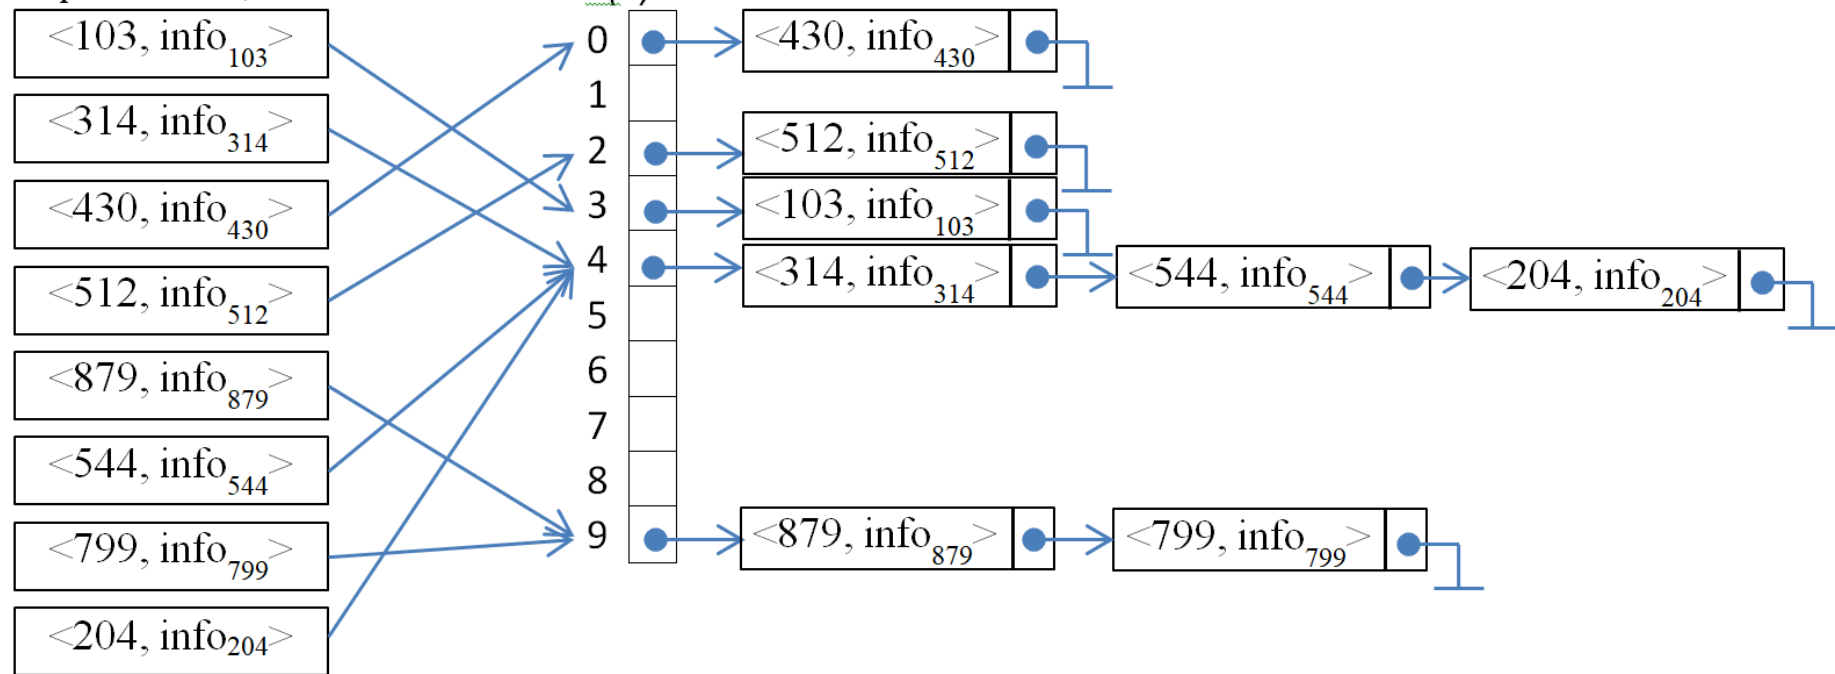 <103, info103>
<314, info314>
<430, info430>
<512, info512>
<879, info879>
<544, info544>
<799, info799>
<204, info204>
0
1
2
3
4
5
6
7
8
9
<430, info430>
<512, info512>
<103, info103>
<314, info314> <544, info544> <204, info204>
<879, info879> <799, info799>